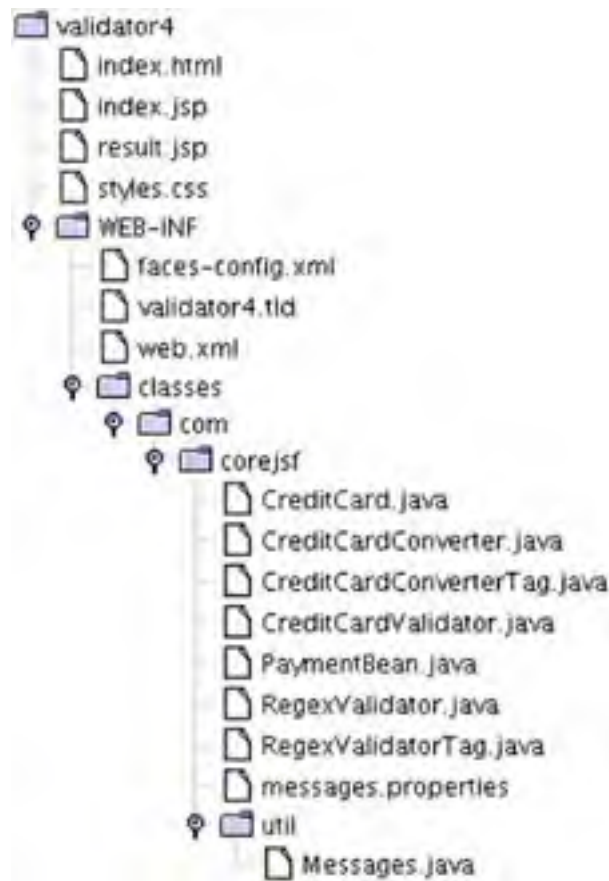 validator4
index.html
index.jsp
result.jsp
styles.css
WEB-INF
faces-config.xml
validator4.tld
web.xml
classes
com
corejsf
CreditCard.java
CreditCardConverter.java
CreditCardConverterTag.java
CreditCardValidator.java
PaymentBean.java
RegexValidator.java
RegexValidatorTag.java
messages.properties
util
Messages.java